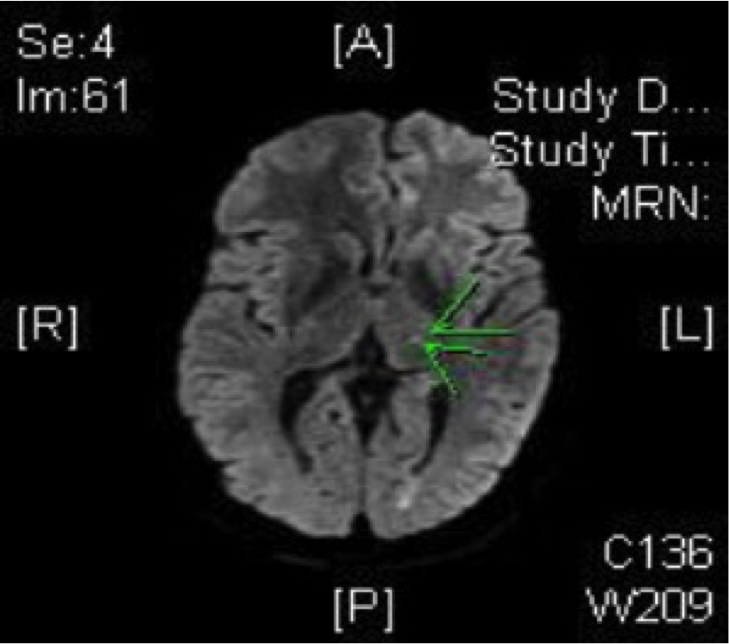 Se:4
Im:61
[A]
Study D...
Study Ti...
MRN:
[R]
[L]
C136
W209
[P]